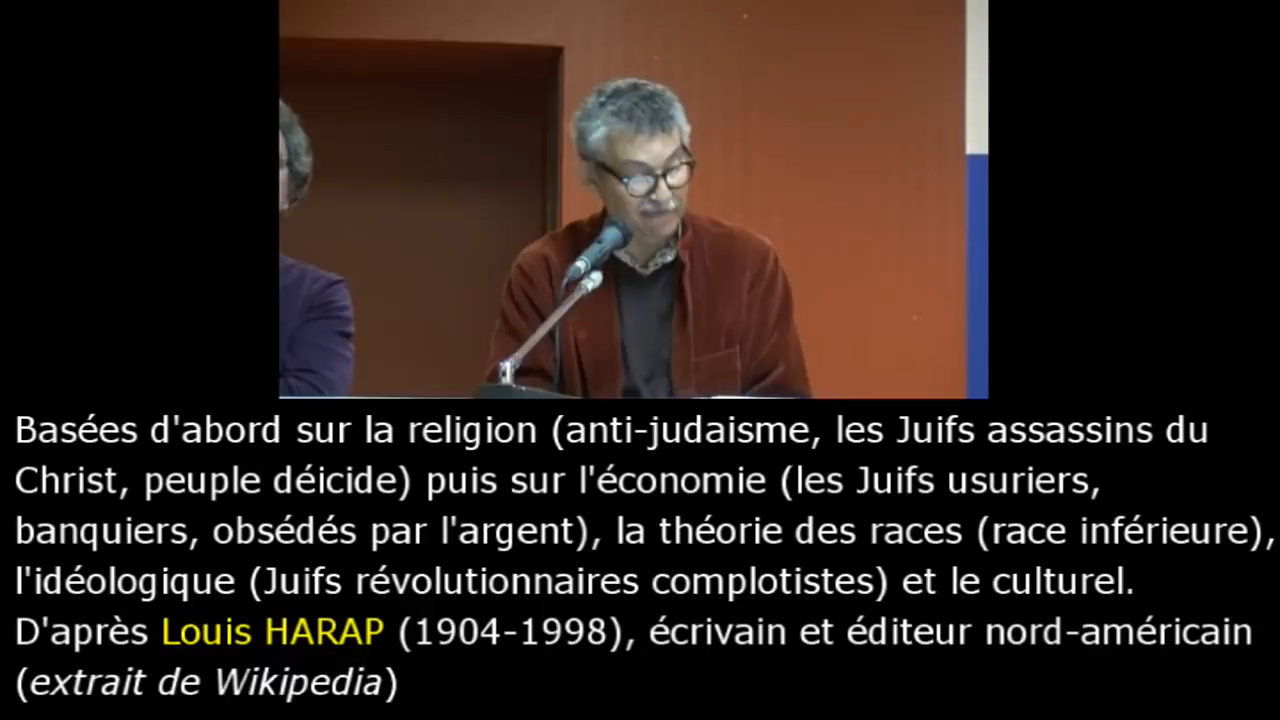 Basées d'abord sur la religion (anti-judaisme, les Juifs assassins du
Christ, peuple déicide) puis sur l'économie (les Juifs usuriers,
banquiers, obsédés par l'argent), la théorie des races (race inférieure),
l'idéologique (Juifs révolutionnaires complotistes) et le culturel.
D'après Louis HARAP (1904-1998), écrivain et éditeur nord-américain
(extrait de Wikipedia)